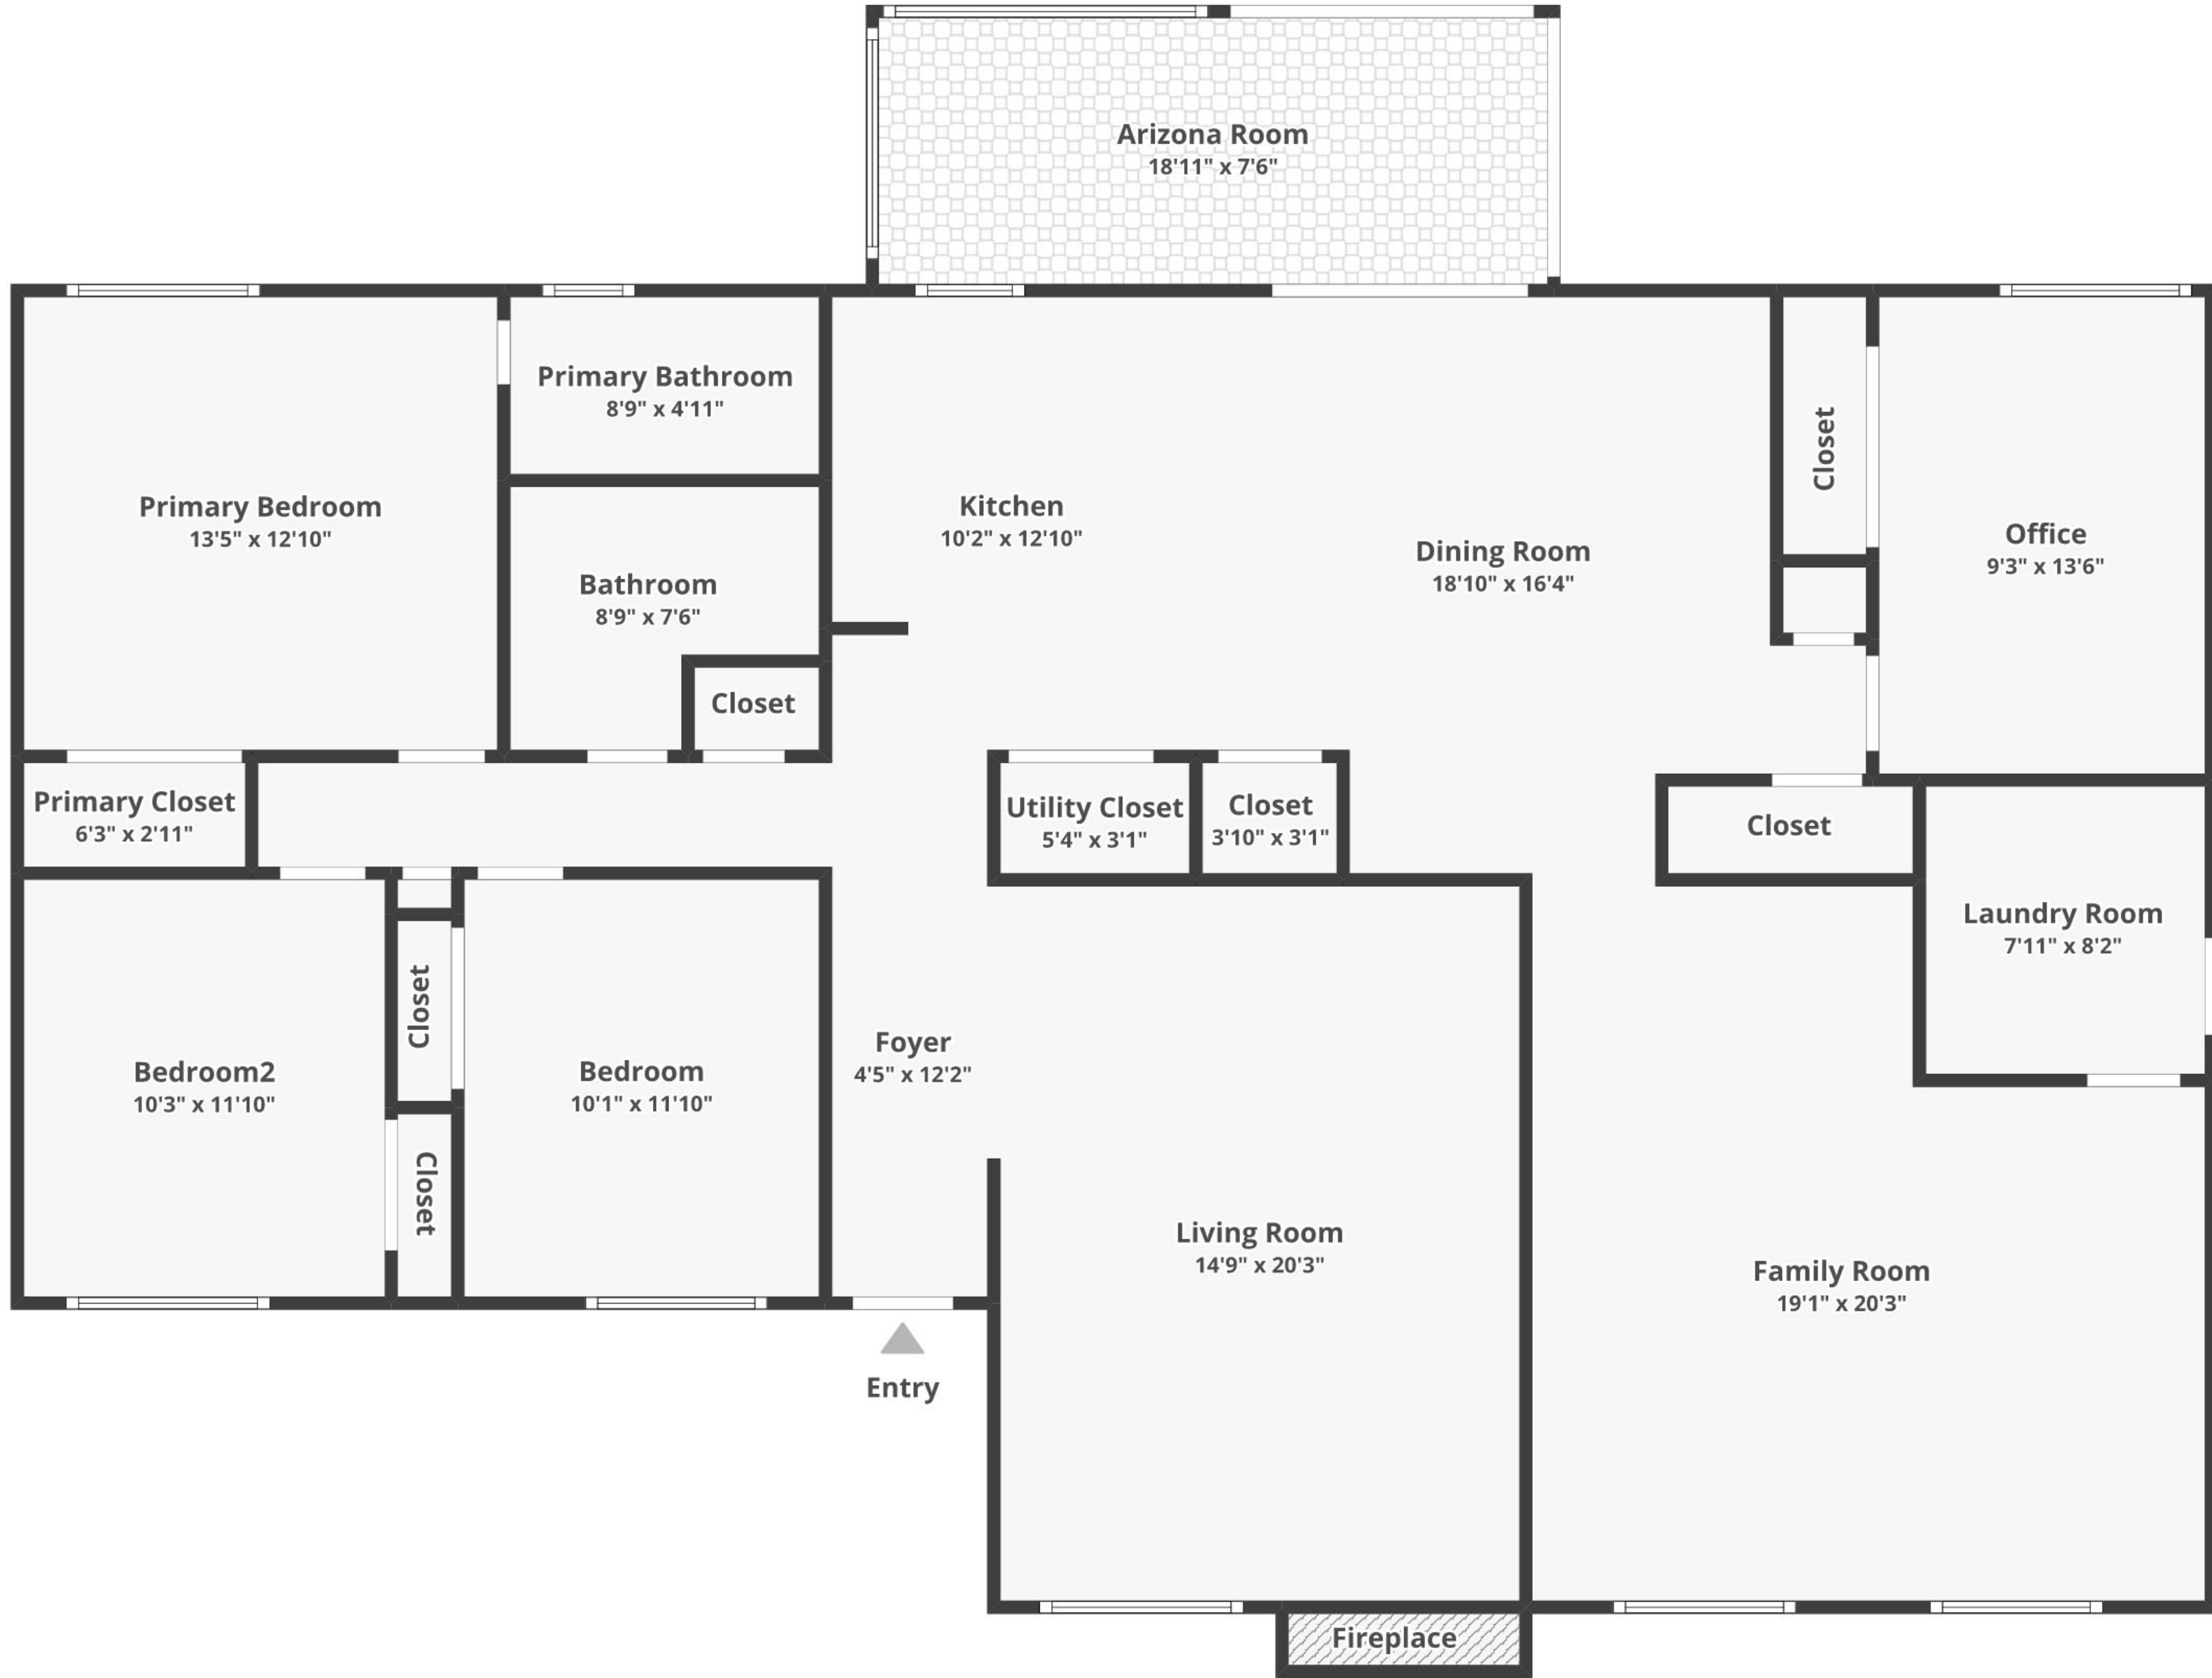 Arizona Room
18'11" x 7'6"
Primary Bathroom
8'9" x 4'11"
Primary Bedroom
13'5" x 12'10"
Kitchen
10'2" x 12'10"
Dining Room
18'10" x 16'4"
Closet
Office
9'3" x 13'6"
Bathroom
8'9" x 7'6"
Closet
Primary Closet
6'3" x 2'11"
Utility Closet
5'4" x 3'1"
Closet
3'10" x 3'1"
Closet
Laundry Room
7'11" x 8'2"
Closet
Bedroom2
10'3" x 11'10"
Bedroom
10'1" x 11'10"
Foyer
4'5" x 12'2"
Closet
Living Room
14'9" x 20'3"
Family Room
19'1" x 20'3"
Entry
Fireplace